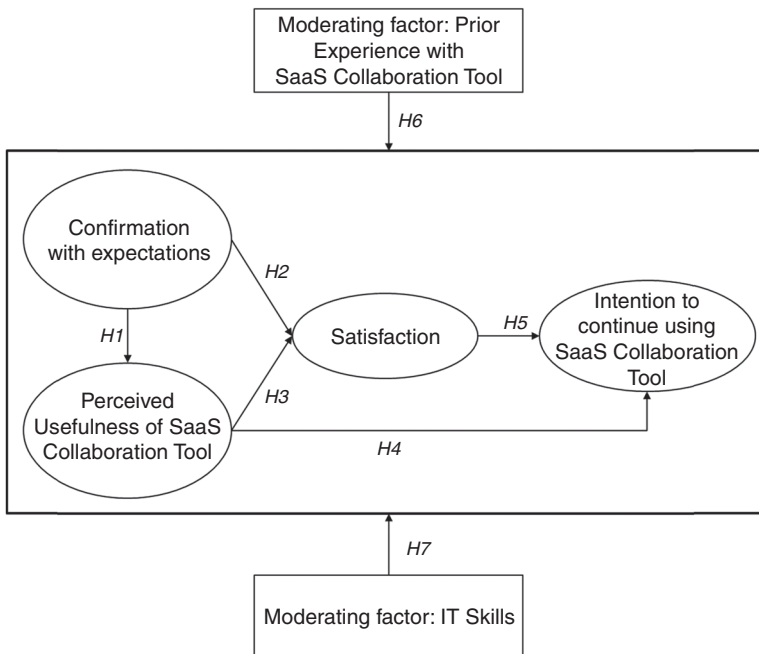 Moderating factor: Prior
Experience with
SaaS Collaboration Tool
H6
Confirmation
with expectations
H2
H1
Satisfaction
H5
Intention to
continue using
SaaS Collaboration
Tool
H3
Perceived
Usefulness of SaaS
Collaboration Tool
H4
H7
Moderating factor: IT Skills